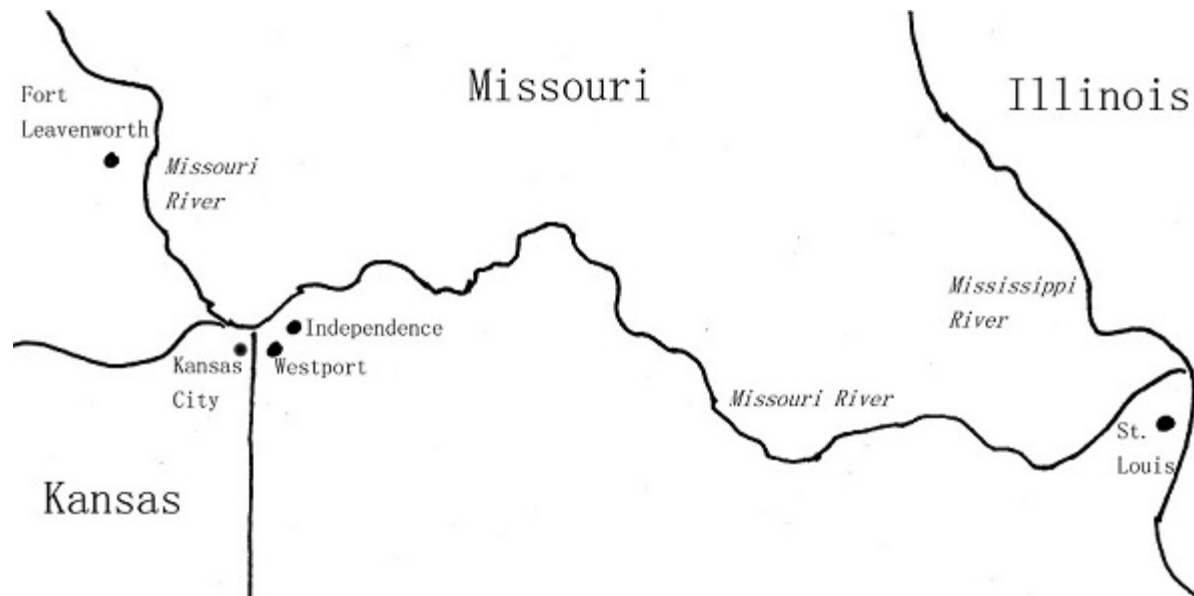 Missouri
Illinois
Fort
Leavenworth
Missouri
River
Mississippi
River
Independence
Kansas
City
Westport
Missouri River
St.
Louis
Kansas